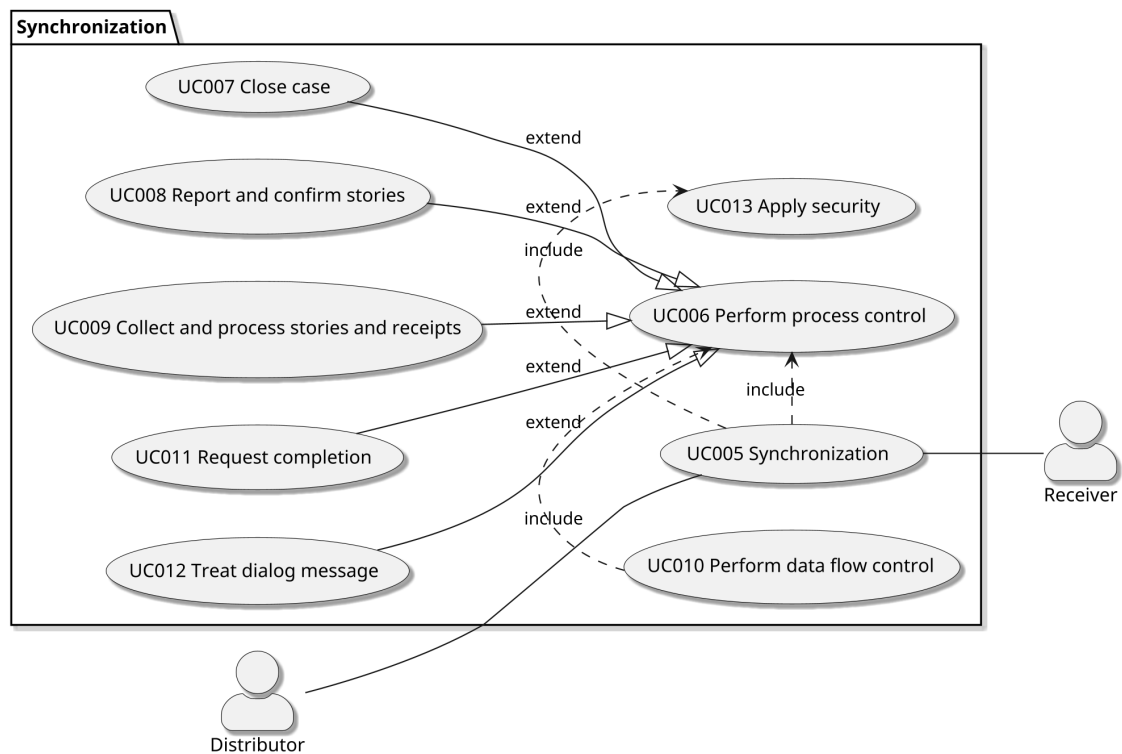 Synchronization
UC007 Close case
extend
UC008 Report and confirm stories
extend
UC013 Apply security
include
UC009 Collect and process stories and receipts
extend
UC006 Perform process control
extend
include
UC011 Request completion
extend
UC005 Synchronization
Receiver
include
UC012 Treat dialog message
UC010 Perform data flow control
Distributor